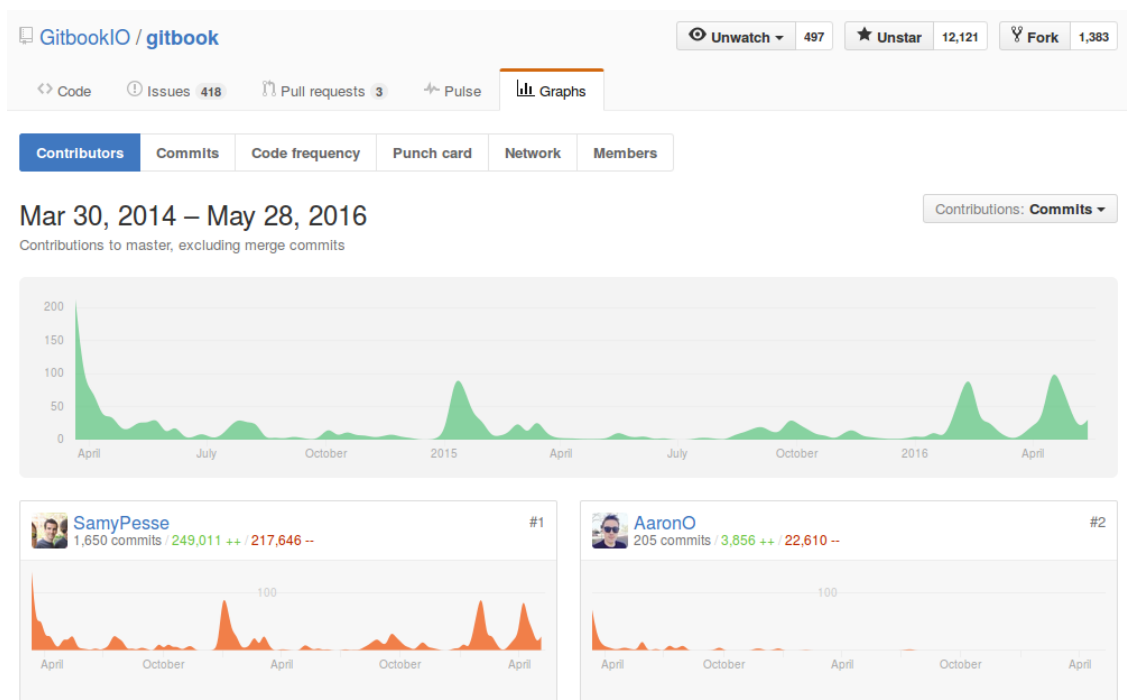 GitbookIO / gitbook
Unwatch 497 Unstar 12,121 Fork 1,383
Code Issues 418 Pull requests 3 Pulse Graphs
Contributors Commits Code frequency Punch card Network Members
Mar 30, 2014 – May 28, 2016
Contributions: Commits
Contributions to master, excluding merge commits
200
150
100
50
0
April July October 2015 April July October 2016 April
SamyPesse #1
1,650 commits / 249,011 ++ / 217,646 --
100
April October April October April
AaronO #2
205 commits / 3,856 ++ / 22,610 --
100
April October April October April